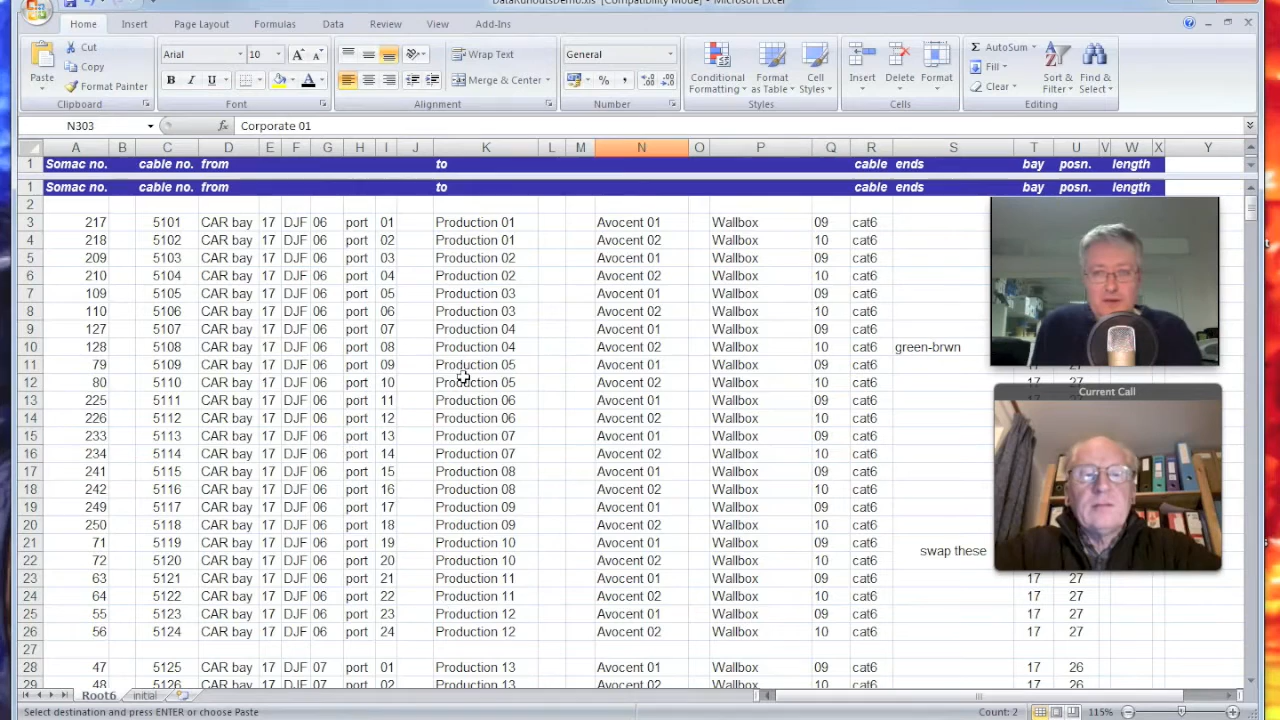 DataRunoutsDemo.xls [Compatibility Mode] - Microsoft Excel
Home Insert Page Layout Formulas Data Review View Add-Ins
Paste Cut Copy Format Painter Clipboard
Arial 10 A A B I U A Font
Wrap Text Merge & Center Alignment
General % , Number
Conditional Formatting Format as Table Cell Styles Styles
Insert Delete Format Cells
Σ AutoSum Fill Clear Sort & Filter Find & Select Editing
N303 fx Corporate 01
A B C D E F G H I J K L M N O P Q R S T U V W X Y
1 Somac no. cable no. from to cable ends bay posn. length
1 Somac no. cable no. from to cable ends bay posn. length
2
3 217 5101 CAR bay 17 DJF 06 port 01 Production 01 Avocent 01 Wallbox 09 cat6
4 218 5102 CAR bay 17 DJF 06 port 02 Production 01 Avocent 02 Wallbox 10 cat6
5 209 5103 CAR bay 17 DJF 06 port 03 Production 02 Avocent 01 Wallbox 09 cat6
6 210 5104 CAR bay 17 DJF 06 port 04 Production 02 Avocent 02 Wallbox 10 cat6
7 109 5105 CAR bay 17 DJF 06 port 05 Production 03 Avocent 01 Wallbox 09 cat6
8 110 5106 CAR bay 17 DJF 06 port 06 Production 03 Avocent 02 Wallbox 10 cat6
9 127 5107 CAR bay 17 DJF 06 port 07 Production 04 Avocent 01 Wallbox 09 cat6
10 128 5108 CAR bay 17 DJF 06 port 08 Production 04 Avocent 02 Wallbox 10 cat6 green-brwn
11 79 5109 CAR bay 17 DJF 06 port 09 Production 05 Avocent 01 Wallbox 09 cat6 17 27
12 80 5110 CAR bay 17 DJF 06 port 10 Production 05 Avocent 02 Wallbox 10 cat6 17 27
13 225 5111 CAR bay 17 DJF 06 port 11 Production 06 Avocent 01 Wallbox 09 cat6
14 226 5112 CAR bay 17 DJF 06 port 12 Production 06 Avocent 02 Wallbox 10 cat6
15 233 5113 CAR bay 17 DJF 06 port 13 Production 07 Avocent 01 Wallbox 09 cat6
16 234 5114 CAR bay 17 DJF 06 port 14 Production 07 Avocent 02 Wallbox 10 cat6
17 241 5115 CAR bay 17 DJF 06 port 15 Production 08 Avocent 01 Wallbox 09 cat6
18 242 5116 CAR bay 17 DJF 06 port 16 Production 08 Avocent 02 Wallbox 10 cat6
19 249 5117 CAR bay 17 DJF 06 port 17 Production 09 Avocent 01 Wallbox 09 cat6
20 250 5118 CAR bay 17 DJF 06 port 18 Production 09 Avocent 02 Wallbox 10 cat6
21 71 5119 CAR bay 17 DJF 06 port 19 Production 10 Avocent 01 Wallbox 09 cat6
swap these
22 72 5120 CAR bay 17 DJF 06 port 20 Production 10 Avocent 02 Wallbox 10 cat6
23 63 5121 CAR bay 17 DJF 06 port 21 Production 11 Avocent 01 Wallbox 09 cat6 17 27
24 64 5122 CAR bay 17 DJF 06 port 22 Production 11 Avocent 02 Wallbox 10 cat6 17 27
25 55 5123 CAR bay 17 DJF 06 port 23 Production 12 Avocent 01 Wallbox 09 cat6 17 27
26 56 5124 CAR bay 17 DJF 06 port 24 Production 12 Avocent 02 Wallbox 10 cat6 17 27
27
28 47 5125 CAR bay 17 DJF 07 port 01 Production 13 Avocent 01 Wallbox 09 cat6 17 26
29 48 5126 CAR bay 17 DJF 07 port 02 Production 13 Avocent 02 Wallbox 10 cat6 17 26
Current Call
Root6 initial
Select destination and press ENTER or choose Paste Count: 2 115%